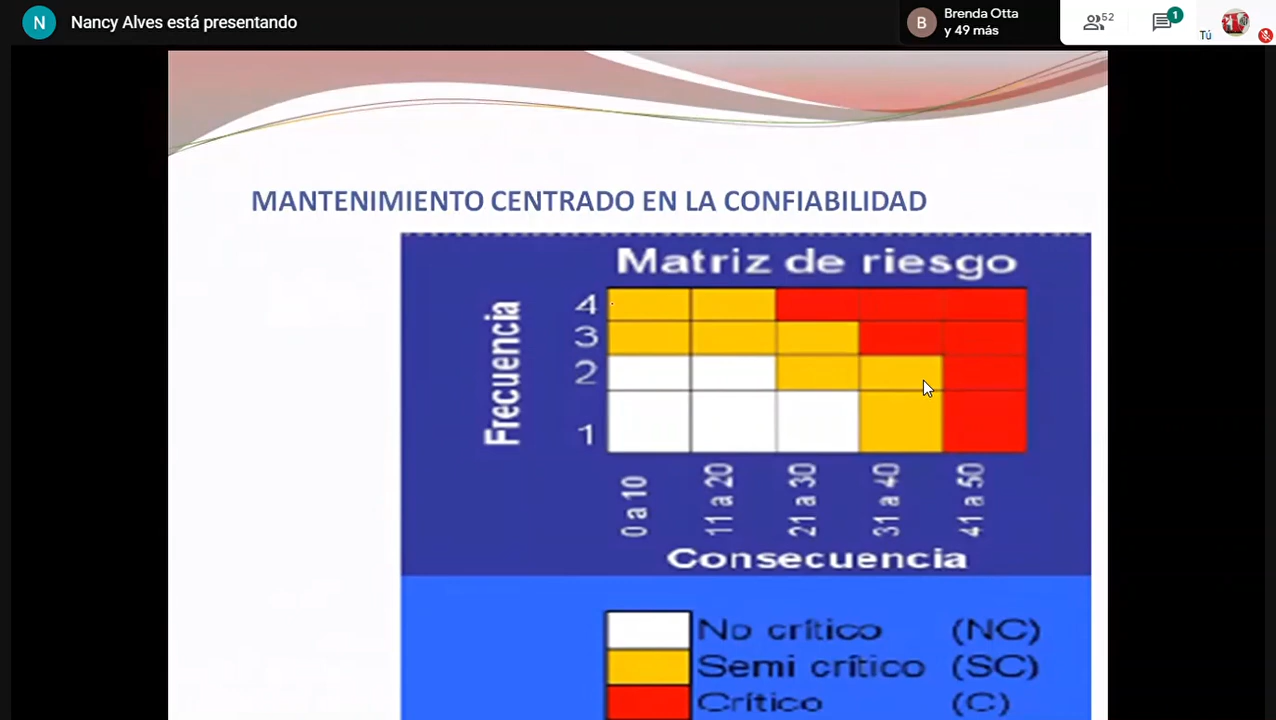 N Nancy Alves está presentando
B Brenda Otta
y 49 más
52
1
Tú
MANTENIMIENTO CENTRADO EN LA CONFIABILIDAD
Matriz de riesgo
Frecuencia
4
3
2
1
0 a 10
11 a 20
21 a 30
31 a 40
41 a 50
Consecuencia
No crítico (NC)
Semi crítico (SC)
Crítico (C)